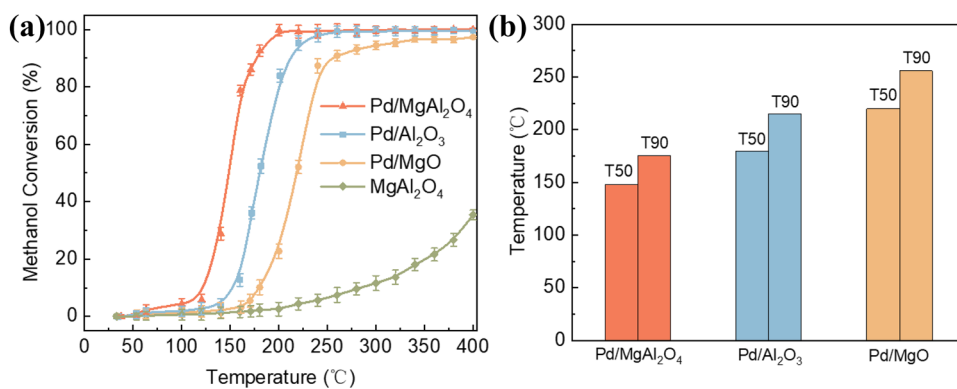 (a)
Methanol Conversion (%)
100
80
60
40
20
0
Pd/MgAl₂O₄
Pd/Al₂O₃
Pd/MgO
MgAl₂O₄
0 50 100 150 200 250 300 350 400
Temperature (℃)
(b)
Temperature (℃)
300
250
200
150
100
50
0
T50 T90
T50 T90
T50 T90
Pd/MgAl₂O₄ Pd/Al₂O₃ Pd/MgO